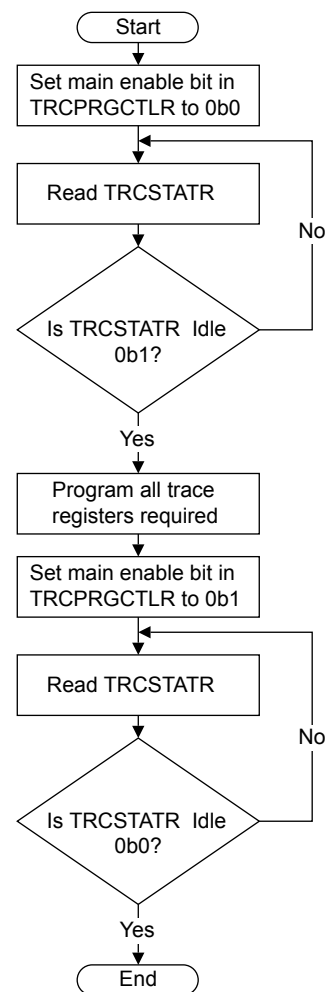 Start
Set main enable bit in
TRCPRGCTLR to 0b0
Read TRCSTATR
No
Is TRCSTATR Idle
0b1?
Yes
Program all trace
registers required
Set main enable bit in
TRCPRGCTLR to 0b1
Read TRCSTATR
No
Is TRCSTATR Idle
0b0?
Yes
End